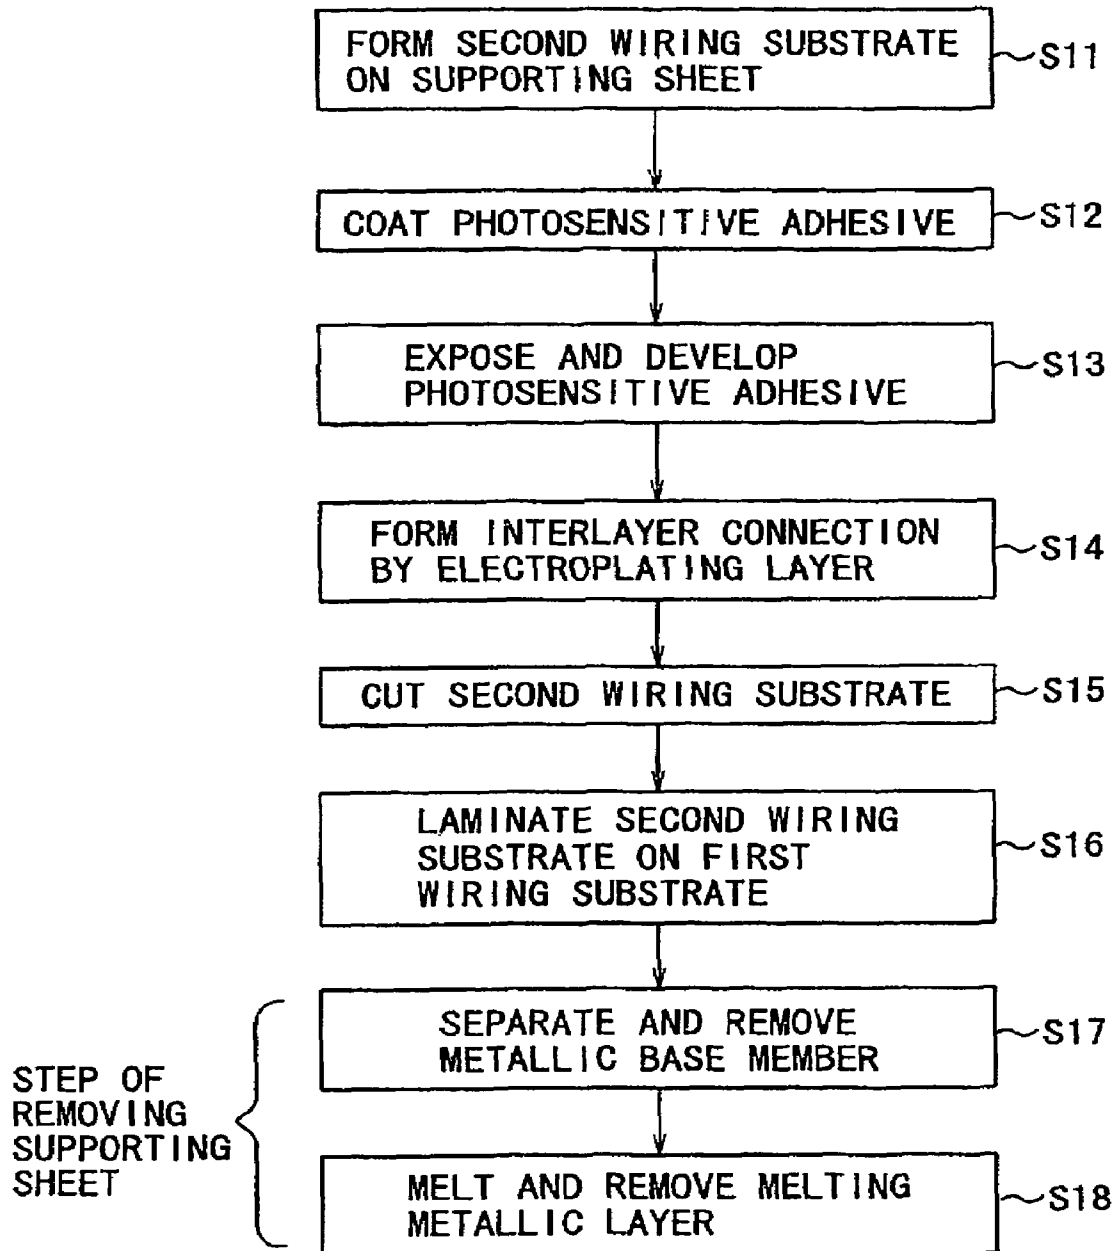 FORM SECOND WIRING SUBSTRATE
ON SUPPORTING SHEET
S11
COAT PHOTOSENSITIVE ADHESIVE
S12
EXPOSE AND DEVELOP
PHOTOSENSITIVE ADHESIVE
S13
FORM INTERLAYER CONNECTION
BY ELECTROPLATING LAYER
S14
CUT SECOND WIRING SUBSTRATE
S15
LAMINATE SECOND WIRING
SUBSTRATE ON FIRST
WIRING SUBSTRATE
S16
SEPARATE AND REMOVE
METALLIC BASE MEMBER
S17
STEP OF
REMOVING
SUPPORTING
SHEET
MELT AND REMOVE MELTING
METALLIC LAYER
S18